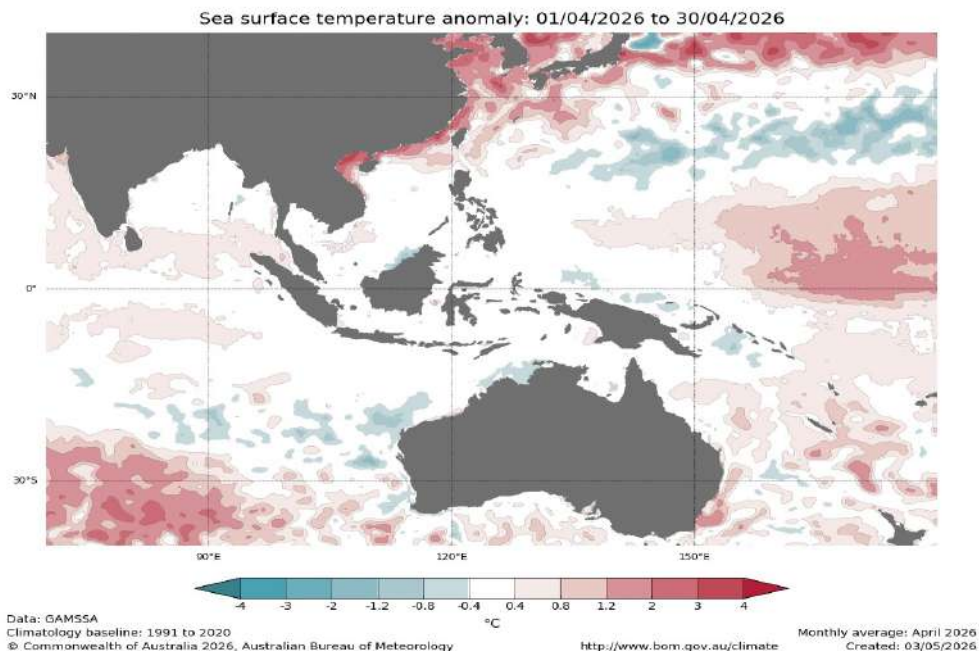 Sea surface temperature anomaly: 01/04/2026 to 30/04/2026
30°N
0°
30°S
90°E 120°E 150°E
-4 -3 -2 -1.2 -0.8 -0.4 0.4 0.8 1.2 2 3 4
°C
Data: GAMSSA
Climatology baseline: 1991 to 2020
© Commonwealth of Australia 2026, Australian Bureau of Meteorology
http://www.bom.gov.au/climate
Monthly average: April 2026
Created: 03/05/2026